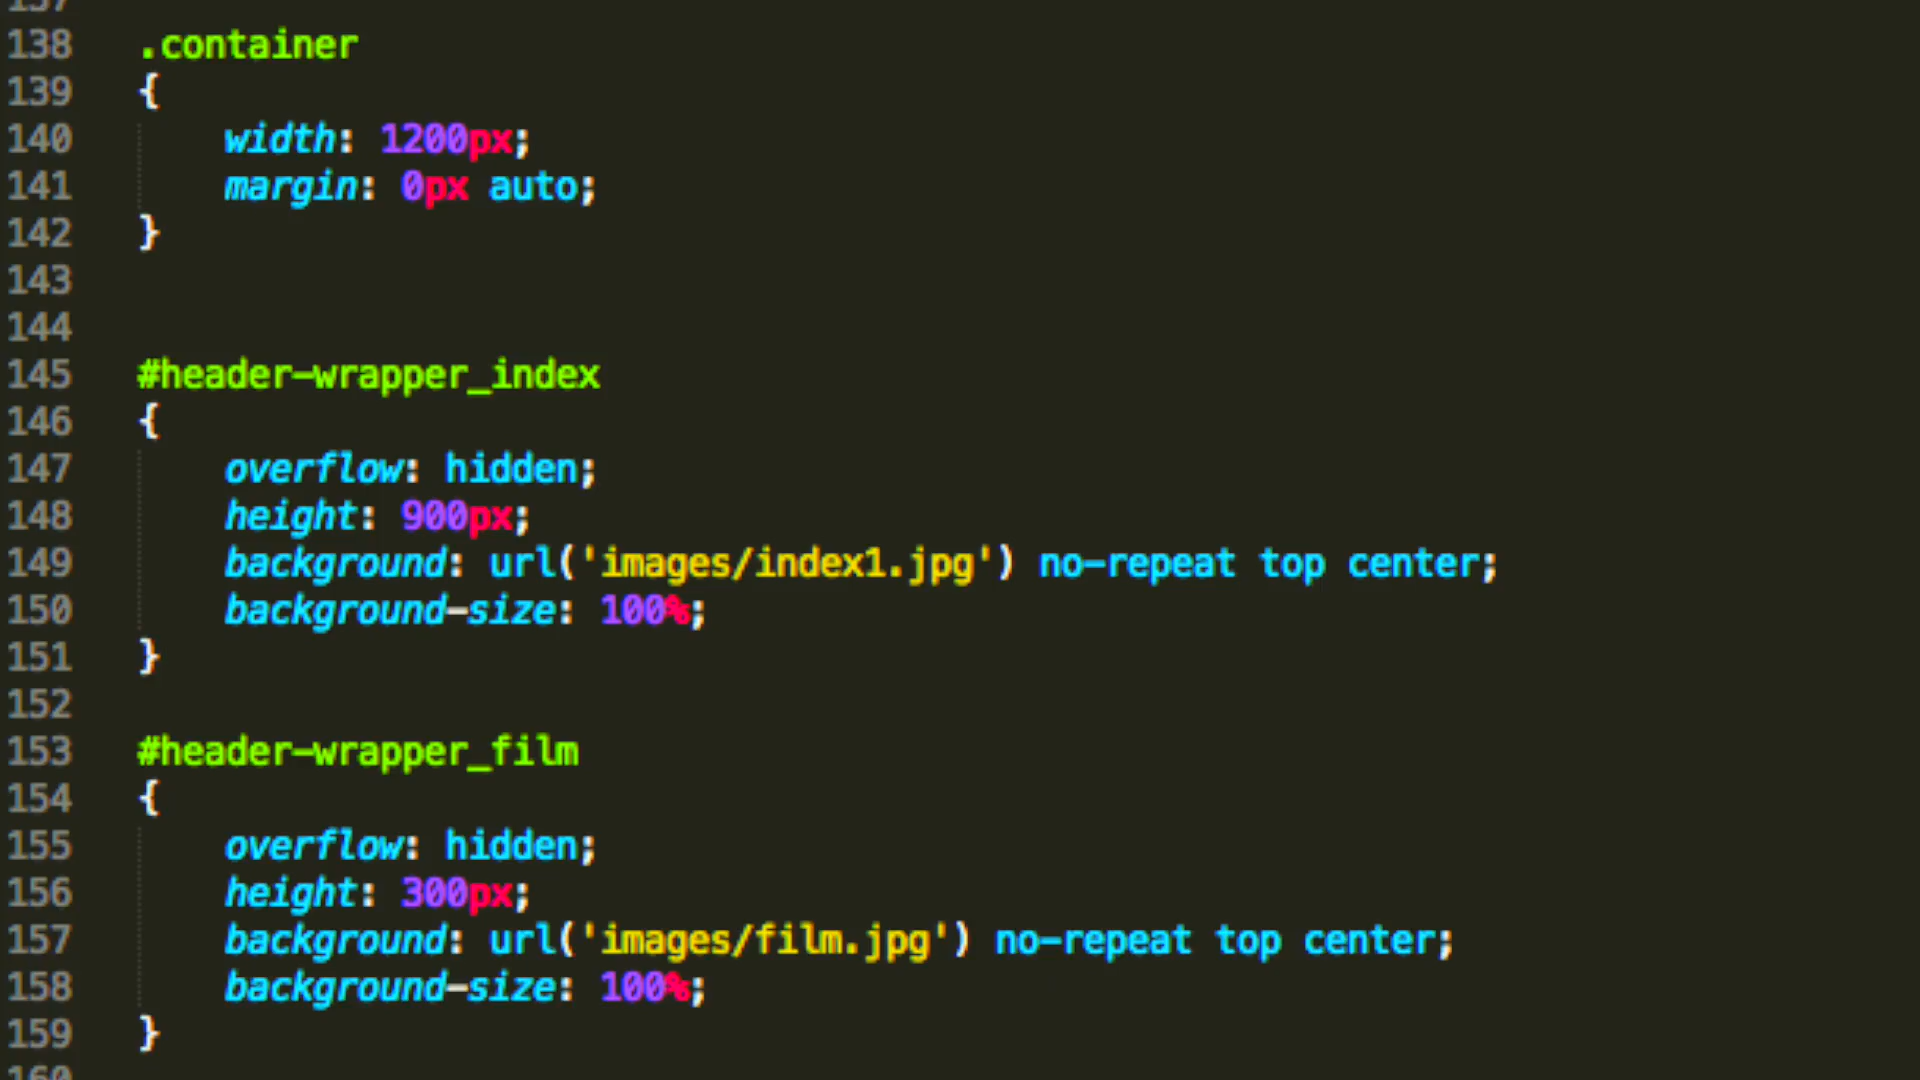 137
138 .container
139 {
140 width: 1200px;
141 margin: 0px auto;
142 }
143
144
145 #header-wrapper_index
146 {
147 overflow: hidden;
148 height: 900px;
149 background: url('images/index1.jpg') no-repeat top center;
150 background-size: 100%;
151 }
152
153 #header-wrapper_film
154 {
155 overflow: hidden;
156 height: 300px;
157 background: url('images/film.jpg') no-repeat top center;
158 background-size: 100%;
159 }
160